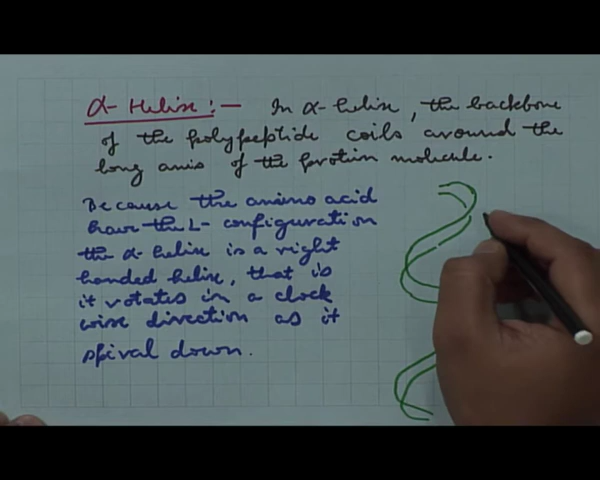 α- Helix :— In α-helix, the backbone
of the polypeptide coils around the
long axis of the protein molecule.
Because the amino acid
have the L- configuration
the α-helix is a right
handed helix, that is
it rotates in a clock
wise direction as it
spiral down.